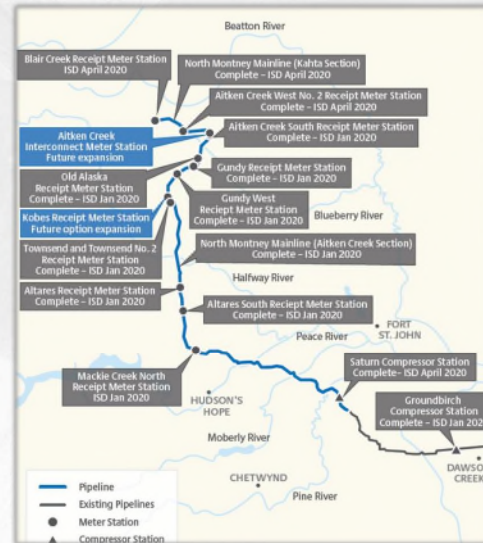 Beatton River
Blair Creek Receipt Meter Station
ISD April 2020
North Montney Mainline (Kahta Section)
Complete – ISD April 2020
Aitken Creek West No. 2 Receipt Meter Station
Complete – ISD April 2020
Aitken Creek
Interconnect Meter Station
Future expansion
Aitken Creek South Receipt Meter Station
Complete – ISD Jan 2020
Old Alaska
Receipt Meter Station
Complete – ISD Jan 2020
Gundy Receipt Meter Station
Complete – ISD Jan 2020
Kobes Receipt Meter Station
Future option expansion
Gundy West
Reciept Meter Station
Complete – ISD Jan 2020
Blueberry River
Townsend and Townsend No. 2
Receipt Meter Station
Complete – ISD Jan 2020
North Montney Mainline (Aitken Creek Section)
Complete – ISD Jan 2020
Halfway River
Altares Receipt Meter Station
Complete – ISD Jan 2020
Altares South Reciept Meter Station
Complete – ISD Jan 2020
FORT
ST. JOHN
Peace River
Mackie Creek North
Receipt Meter Station
ISD Jan 2020
Saturn Compressor Station
Complete– ISD April 2020
HUDSON'S
HOPE
Groundbirch
Compressor Station
Complete – ISD Jan 202
Moberly River
DAWSO
CREEK
CHETWYND
Pine River
Pipeline
Existing Pipelines
Meter Station
Compressor Station